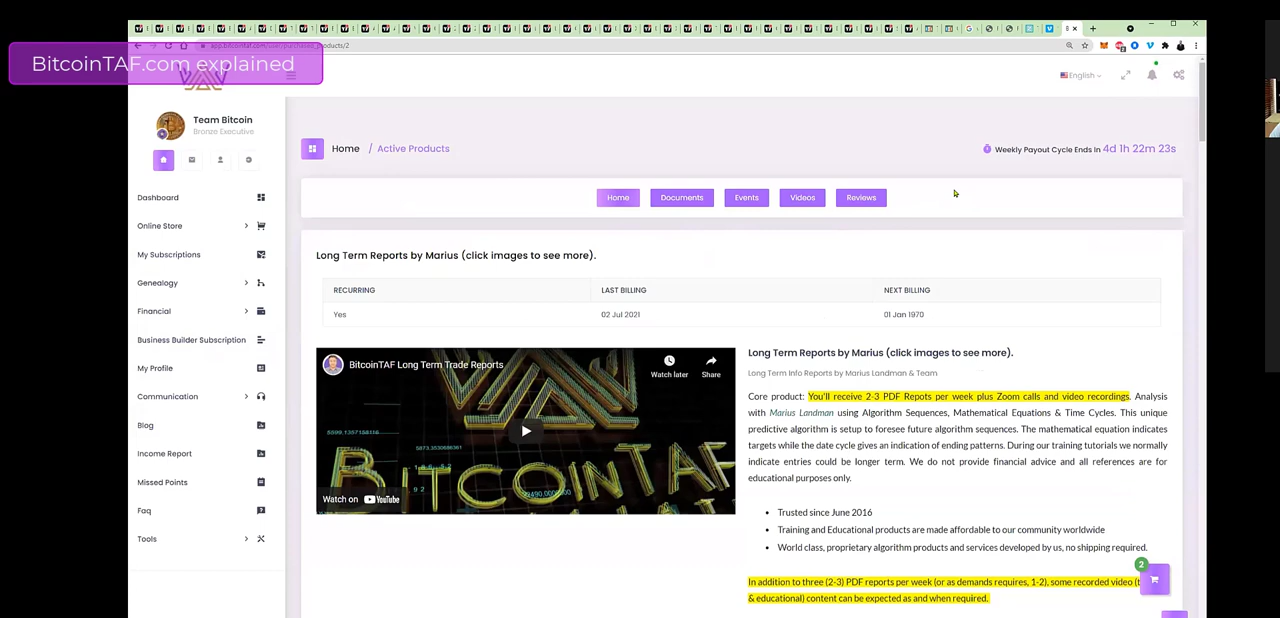 app.bitcointaf.com/user/purchased_products/2
BitcoinTAF.com explained
English
Team Bitcoin
Bronze Executive
Home / Active Products
Weekly Payout Cycle Ends In 4d 1h 22m 23s
Dashboard
Online Store
My Subscriptions
Genealogy
Financial
Business Builder Subscription
My Profile
Communication
Blog
Income Report
Missed Points
Faq
Tools
Home Documents Events Videos Reviews
Long Term Reports by Marius (click images to see more).
RECURRING LAST BILLING NEXT BILLING
Yes 02 Jul 2021 01 Jan 1970
BitcoinTAF Long Term Trade Reports
Watch later Share
BITCOINTAF
Watch on YouTube
Long Term Reports by Marius (click images to see more).
Long Term Info Reports by Marius Landman & Team
Core product: You'll receive 2-3 PDF Repots per week plus Zoom calls and video recordings. Analysis
with Marius Landman using Algorithm Sequences, Mathematical Equations & Time Cycles. This unique
predictive algorithm is setup to foresee future algorithm sequences. The mathematical equation indicates
targets while the date cycle gives an indication of ending patterns. During our training tutorials we normally
indicate entries could be longer term. We do not provide financial advice and all references are for
educational purposes only.
• Trusted since June 2016
• Training and Educational products are made affordable to our community worldwide
• World class, proprietary algorithm products and services developed by us, no shipping required.
In addition to three (2-3) PDF reports per week (or as demands requires, 1-2), some recorded video (
& educational) content can be expected as and when required.
2